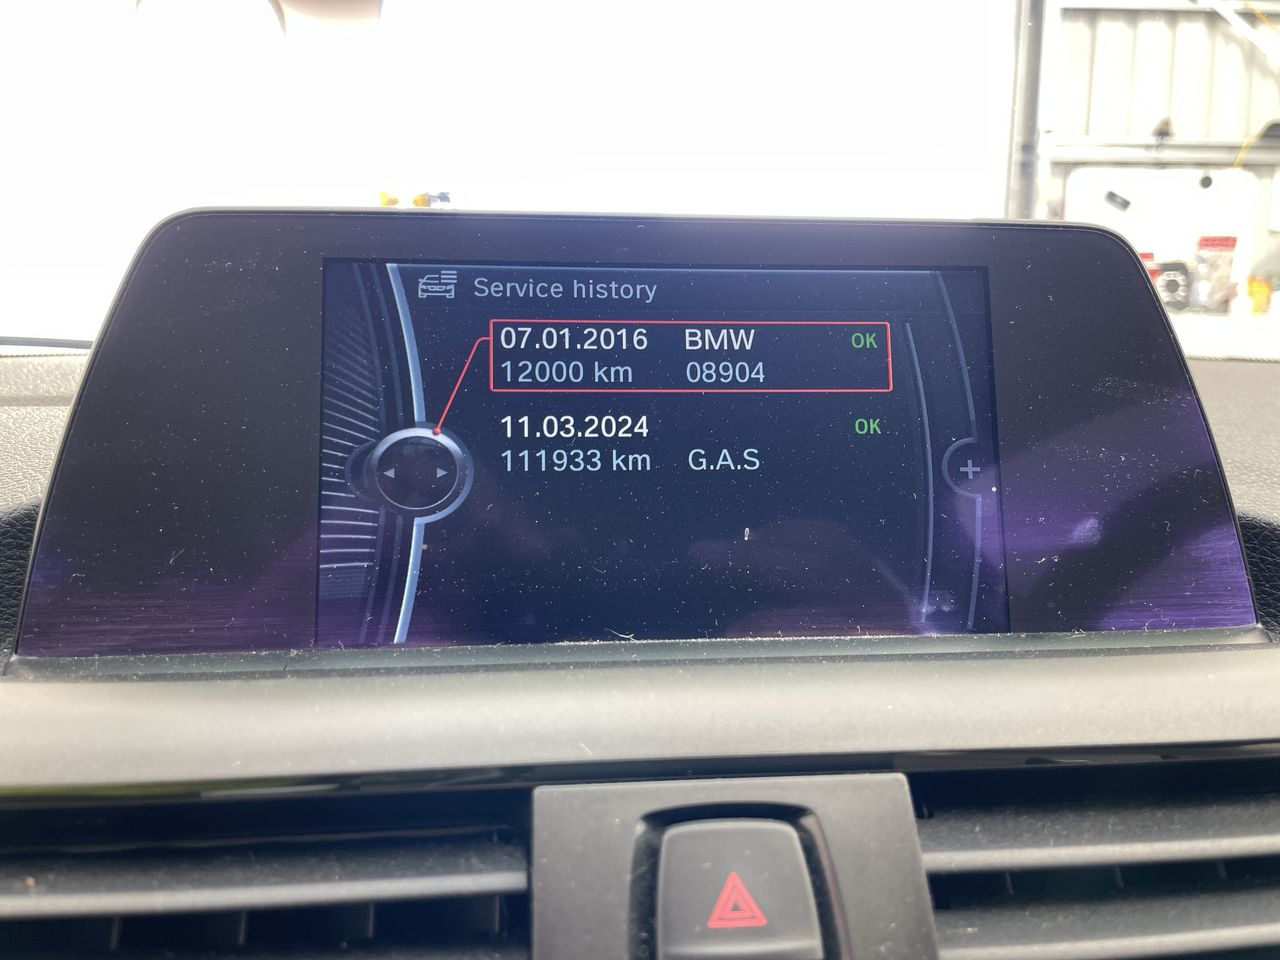 Service history
07.01.2016 BMW OK
12000 km 08904
11.03.2024 OK
111933 km G.A.S